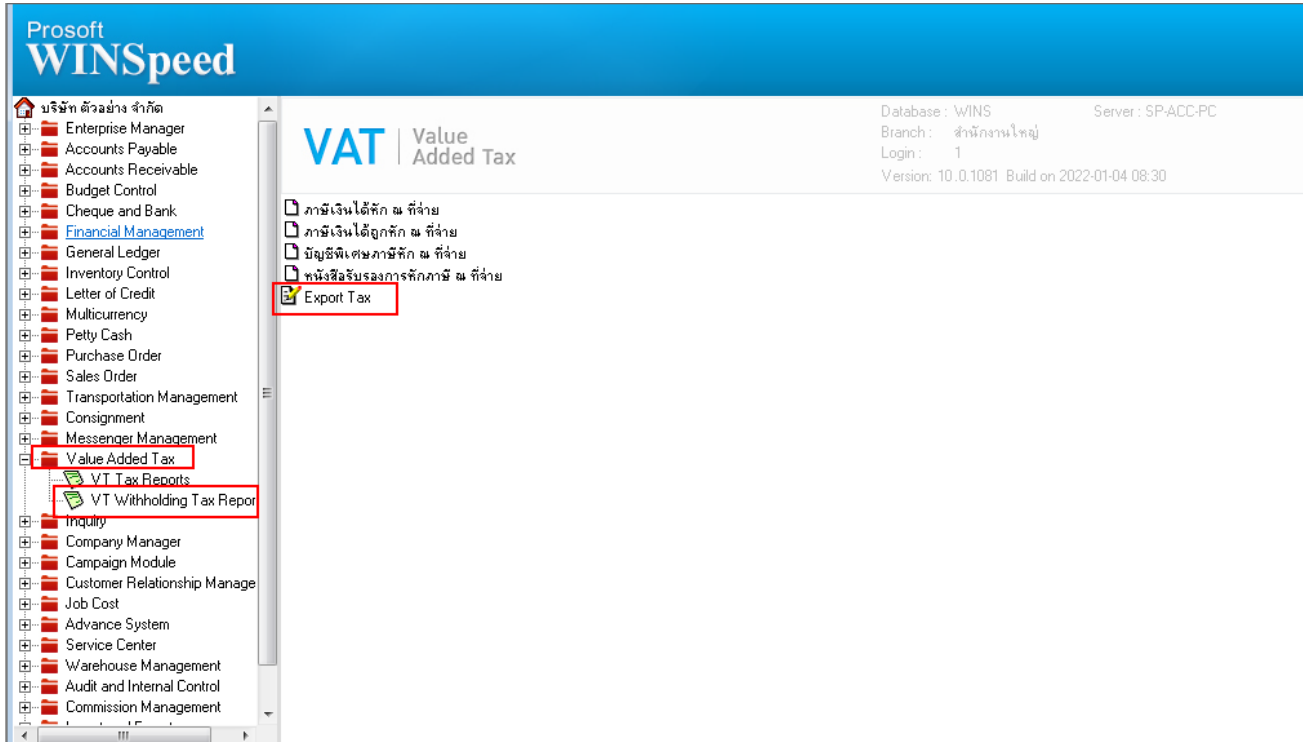 Prosoft
WINSpeed
บริษัท ตัวอย่าง จำกัด
Enterprise Manager
Accounts Payable
Accounts Receivable
Budget Control
Cheque and Bank
Financial Management
General Ledger
Inventory Control
Letter of Credit
Multicurrency
Petty Cash
Purchase Order
Sales Order
Transportation Management
Consignment
Messenger Management
Value Added Tax
VT Tax Reports
VT Withholding Tax Repor
Inquiry
Company Manager
Campaign Module
Customer Relationship Manage
Job Cost
Advance System
Service Center
Warehouse Management
Audit and Internal Control
Commission Management
VAT Value Added Tax
Database : WINS Server : SP-ACC-PC
Branch : สำนักงานใหญ่
Login : 1
Version: 10.0.1081 Build on 2022-01-04 08:30
ภาษีเงินได้หัก ณ ที่จ่าย
ภาษีเงินได้ถูกหัก ณ ที่จ่าย
บัญชีพิเศษภาษีหัก ณ ที่จ่าย
หนังสือรับรองการหักภาษี ณ ที่จ่าย
Export Tax